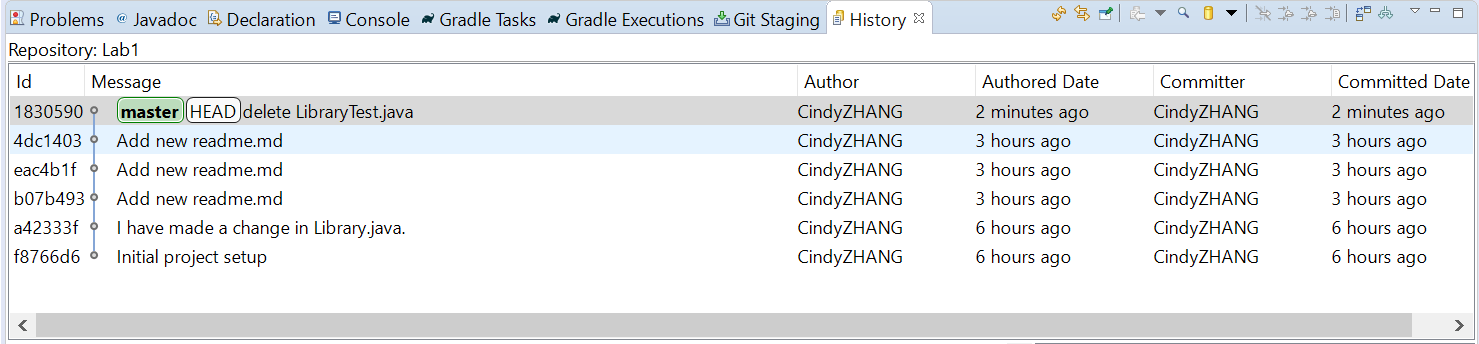 Problems @ Javadoc Declaration Console Gradle Tasks Gradle Executions Git Staging History
Repository: Lab1
Id Message Author Authored Date Committer Committed Date
1830590 master HEAD delete LibraryTest.java CindyZHANG 2 minutes ago CindyZHANG 2 minutes ago
4dc1403 Add new readme.md CindyZHANG 3 hours ago CindyZHANG 3 hours ago
eac4b1f Add new readme.md CindyZHANG 3 hours ago CindyZHANG 3 hours ago
b07b493 Add new readme.md CindyZHANG 3 hours ago CindyZHANG 3 hours ago
a42333f I have made a change in Library.java. CindyZHANG 6 hours ago CindyZHANG 6 hours ago
f8766d6 Initial project setup CindyZHANG 6 hours ago CindyZHANG 6 hours ago